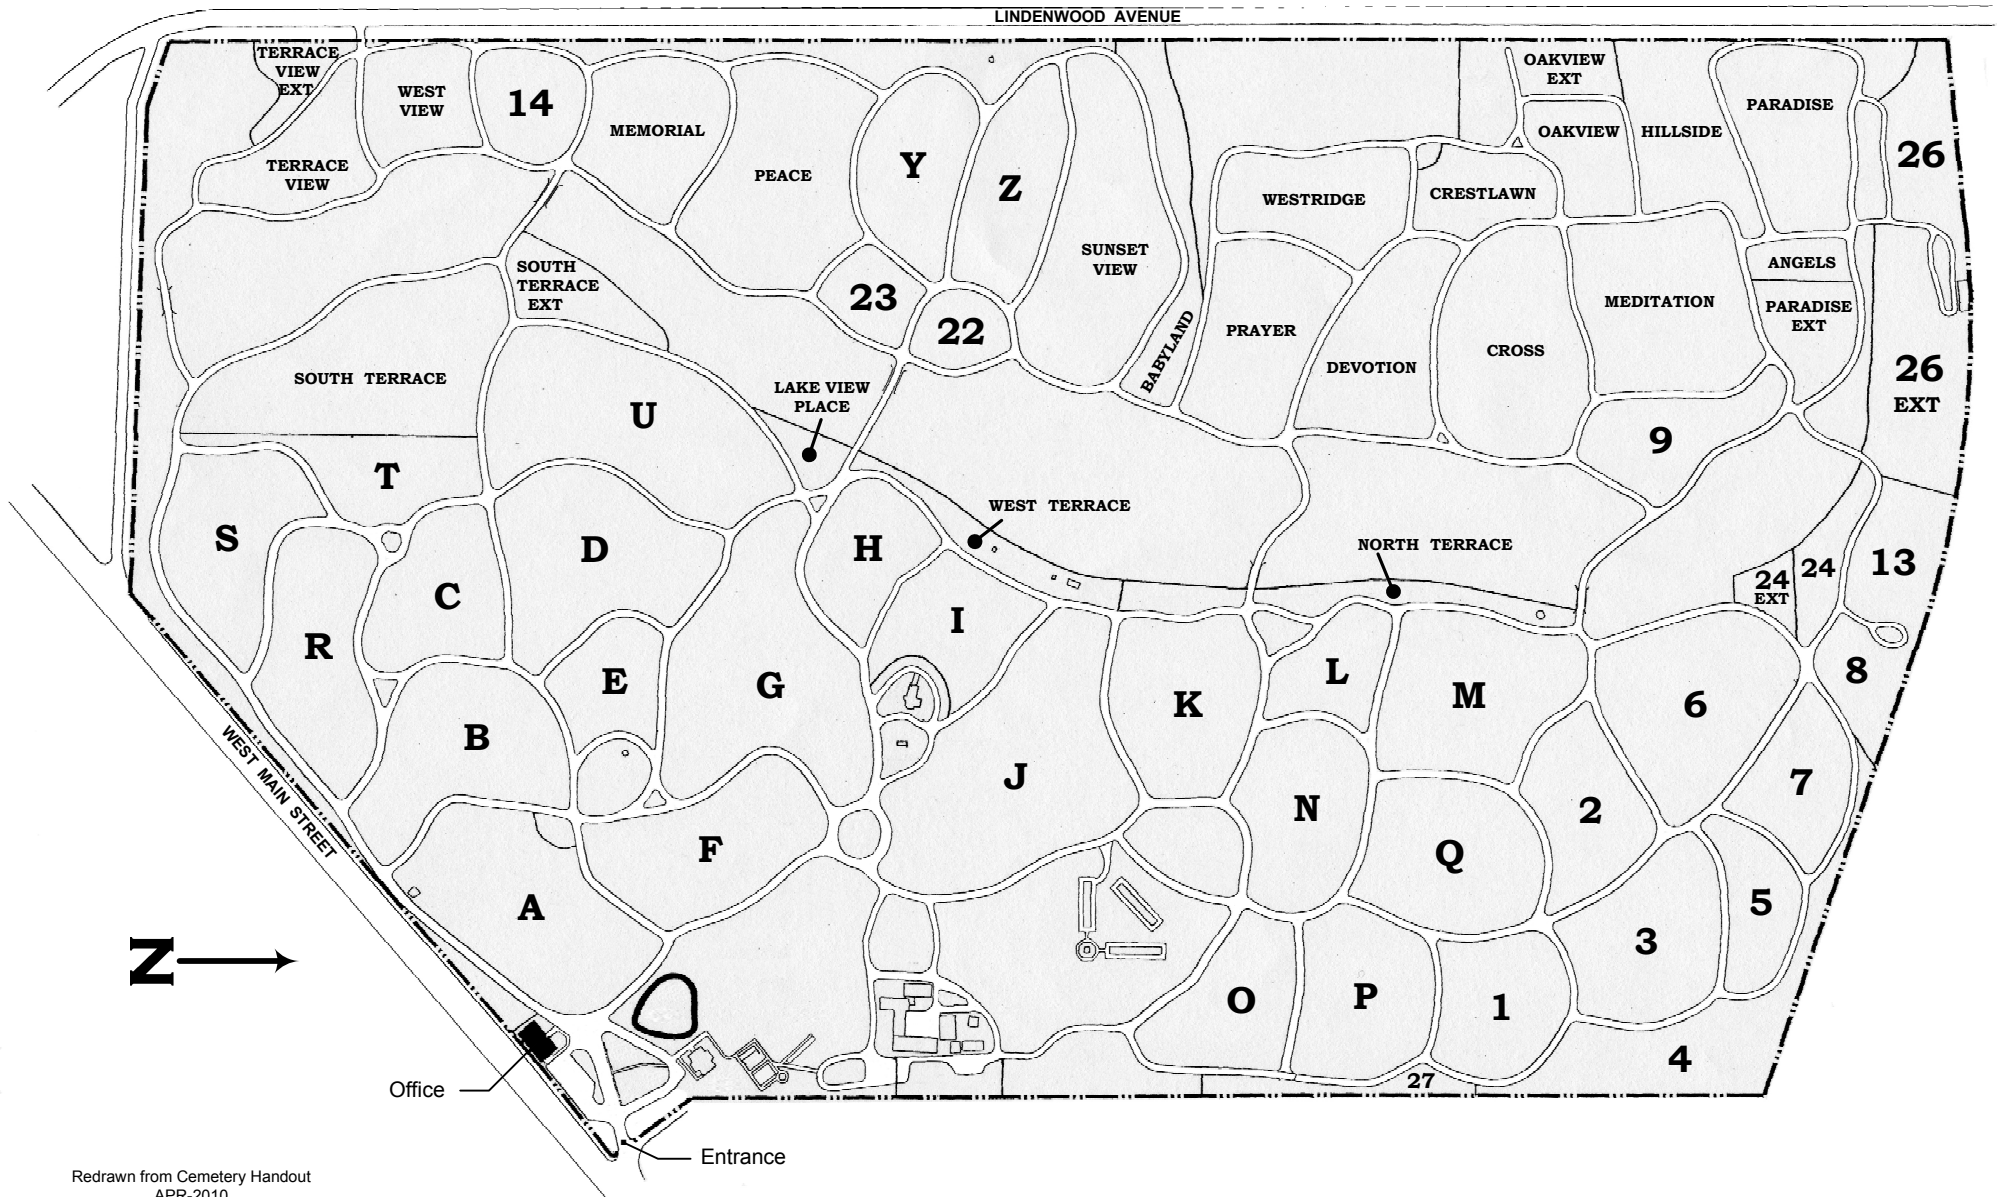 LINDENWOOD AVENUE
TERRACE
VIEW
EXT
WEST
VIEW
14
MEMORIAL
PEACE
Y
Z
SUNSET
VIEW
OAKVIEW
EXT
OAKVIEW
HILLSIDE
PARADISE
26
TERRACE
VIEW
WESTRIDGE
CRESTLAWN
SOUTH
TERRACE
EXT
23
22
BABYLAND
PRAYER
DEVOTION
CROSS
MEDITATION
ANGELS
PARADISE
EXT
26
EXT
SOUTH TERRACE
U
LAKE VIEW
PLACE
9
T
WEST TERRACE
NORTH TERRACE
S
R
C
D
H
I
24
EXT
24
13
E
G
B
K
L
M
6
8
J
N
2
7
F
Q
A
5
3
O
P
1
4
27
WEST MAIN STREET
N
Office
Entrance
Redrawn from Cemetery Handout
APR-2010